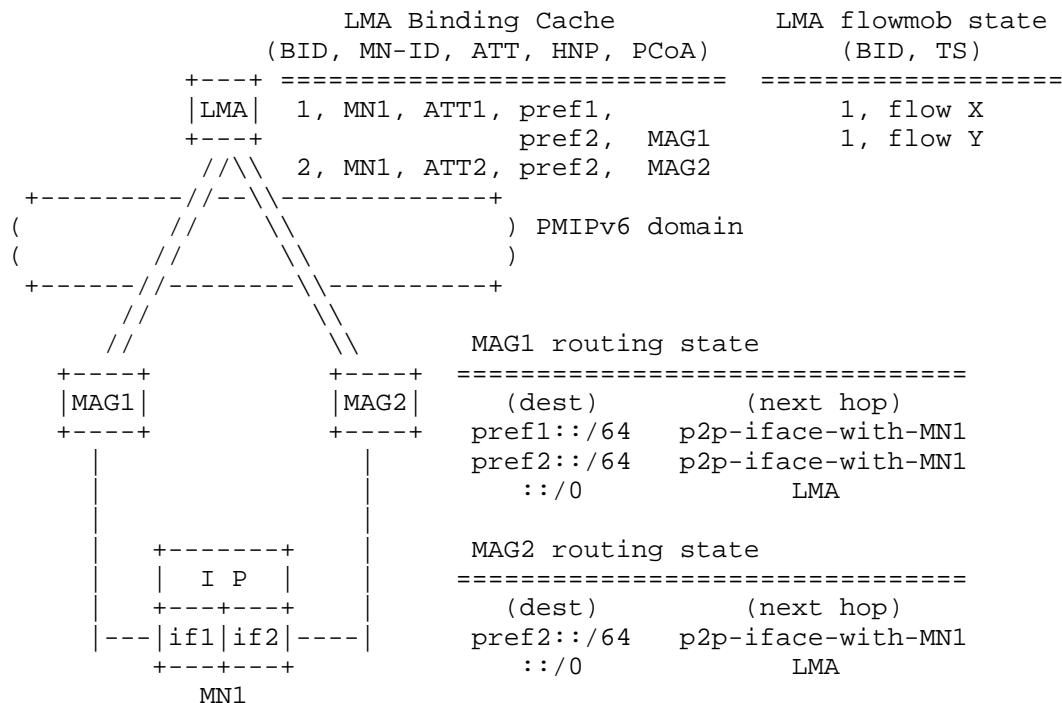 LMA Binding Cache LMA flowmob state
(BID, MN-ID, ATT, HNP, PCoA) (BID, TS)
+---+ ============================ ===================
|LMA| 1, MN1, ATT1, pref1, 1, flow X
+---+ pref2, MAG1 1, flow Y
//\\ 2, MN1, ATT2, pref2, MAG2
+---------//--\\-------------+
( // \\ ) PMIPv6 domain
( // \\ )
+------//--------\\----------+
// \\
// \\ MAG1 routing state
+----+ +----+ ================================
|MAG1| |MAG2| (dest) (next hop)
+----+ +----+ pref1::/64 p2p-iface-with-MN1
| | pref2::/64 p2p-iface-with-MN1
| | ::/0 LMA
| |
| +-------+ | MAG2 routing state
| | I P | | ================================
| +---+---+ | (dest) (next hop)
|---|if1|if2|----| pref2::/64 p2p-iface-with-MN1
+---+---+ ::/0 LMA
MN1